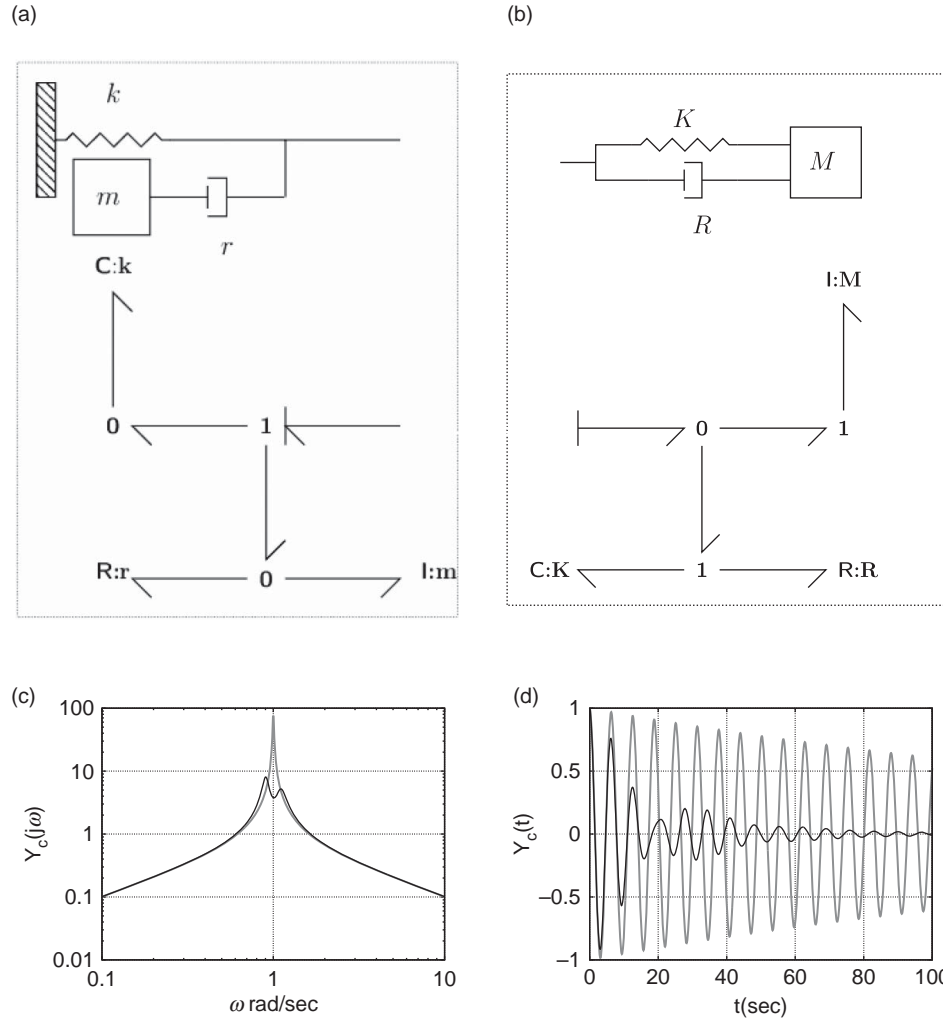 (a)
k
m
r
C:k
0
1
R:r
0
I:m
(b)
K
M
R
I:M
0
1
C:K
1
R:R
(c)
100
10
1
0.1
0.01
Y_c(jω)
0.1
1
10
ω rad/sec
(d)
1
0.5
0
–0.5
–1
Y_c(t)
0 20 40 60 80 100
t(sec)